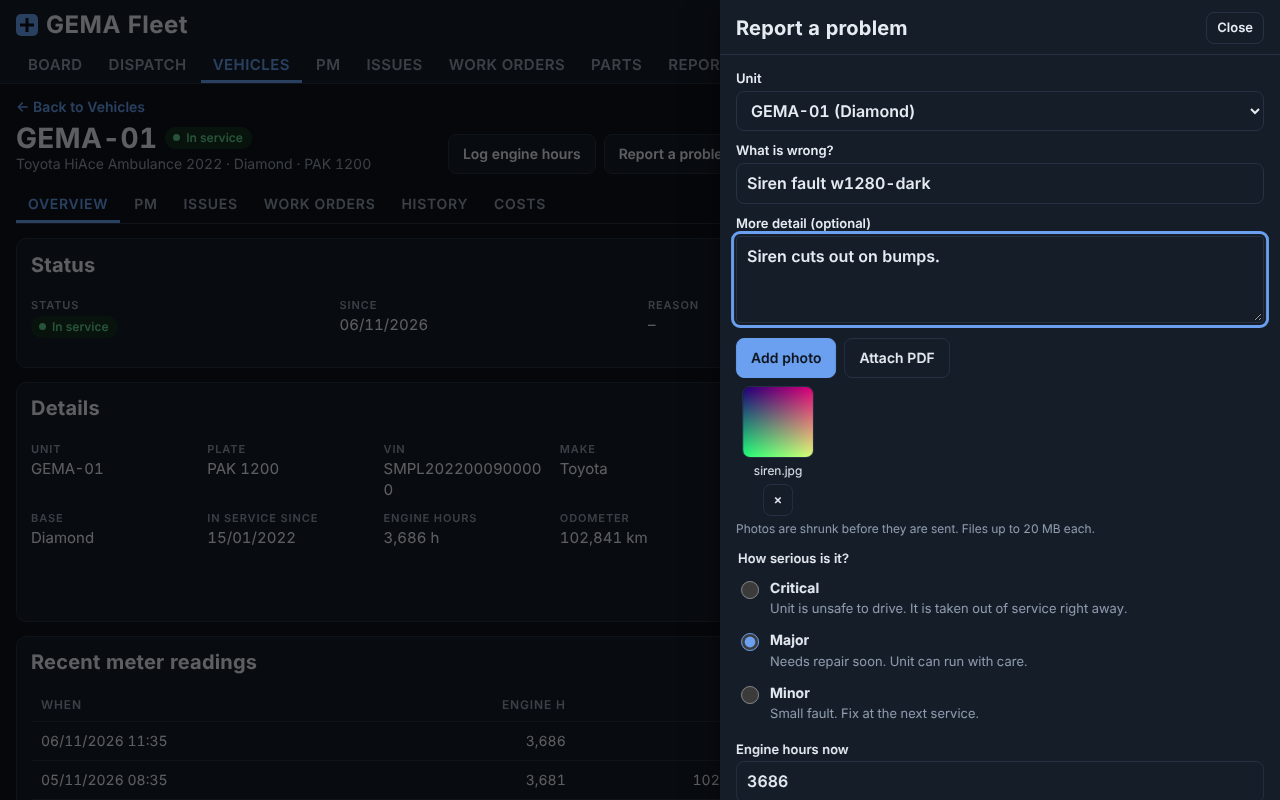 GEMA Fleet
BOARD DISPATCH VEHICLES PM ISSUES WORK ORDERS PARTS REPOR
← Back to Vehicles
GEMA-01 In service
Toyota HiAce Ambulance 2022 · Diamond · PAK 1200
Log engine hours Report a proble
OVERVIEW PM ISSUES WORK ORDERS HISTORY COSTS
Status
STATUS SINCE REASON
In service 06/11/2026 –
Details
UNIT PLATE VIN MAKE
GEMA-01 PAK 1200 SMPL202200090000 Toyota
0
BASE IN SERVICE SINCE ENGINE HOURS ODOMETER
Diamond 15/01/2022 3,686 h 102,841 km
Recent meter readings
WHEN ENGINE H
06/11/2026 11:35 3,686
05/11/2026 08:35 3,681 102
Report a problem Close
Unit
GEMA-01 (Diamond)
What is wrong?
Siren fault w1280-dark
More detail (optional)
Siren cuts out on bumps.
Add photo Attach PDF
siren.jpg
×
Photos are shrunk before they are sent. Files up to 20 MB each.
How serious is it?
Critical
Unit is unsafe to drive. It is taken out of service right away.
Major
Needs repair soon. Unit can run with care.
Minor
Small fault. Fix at the next service.
Engine hours now
3686